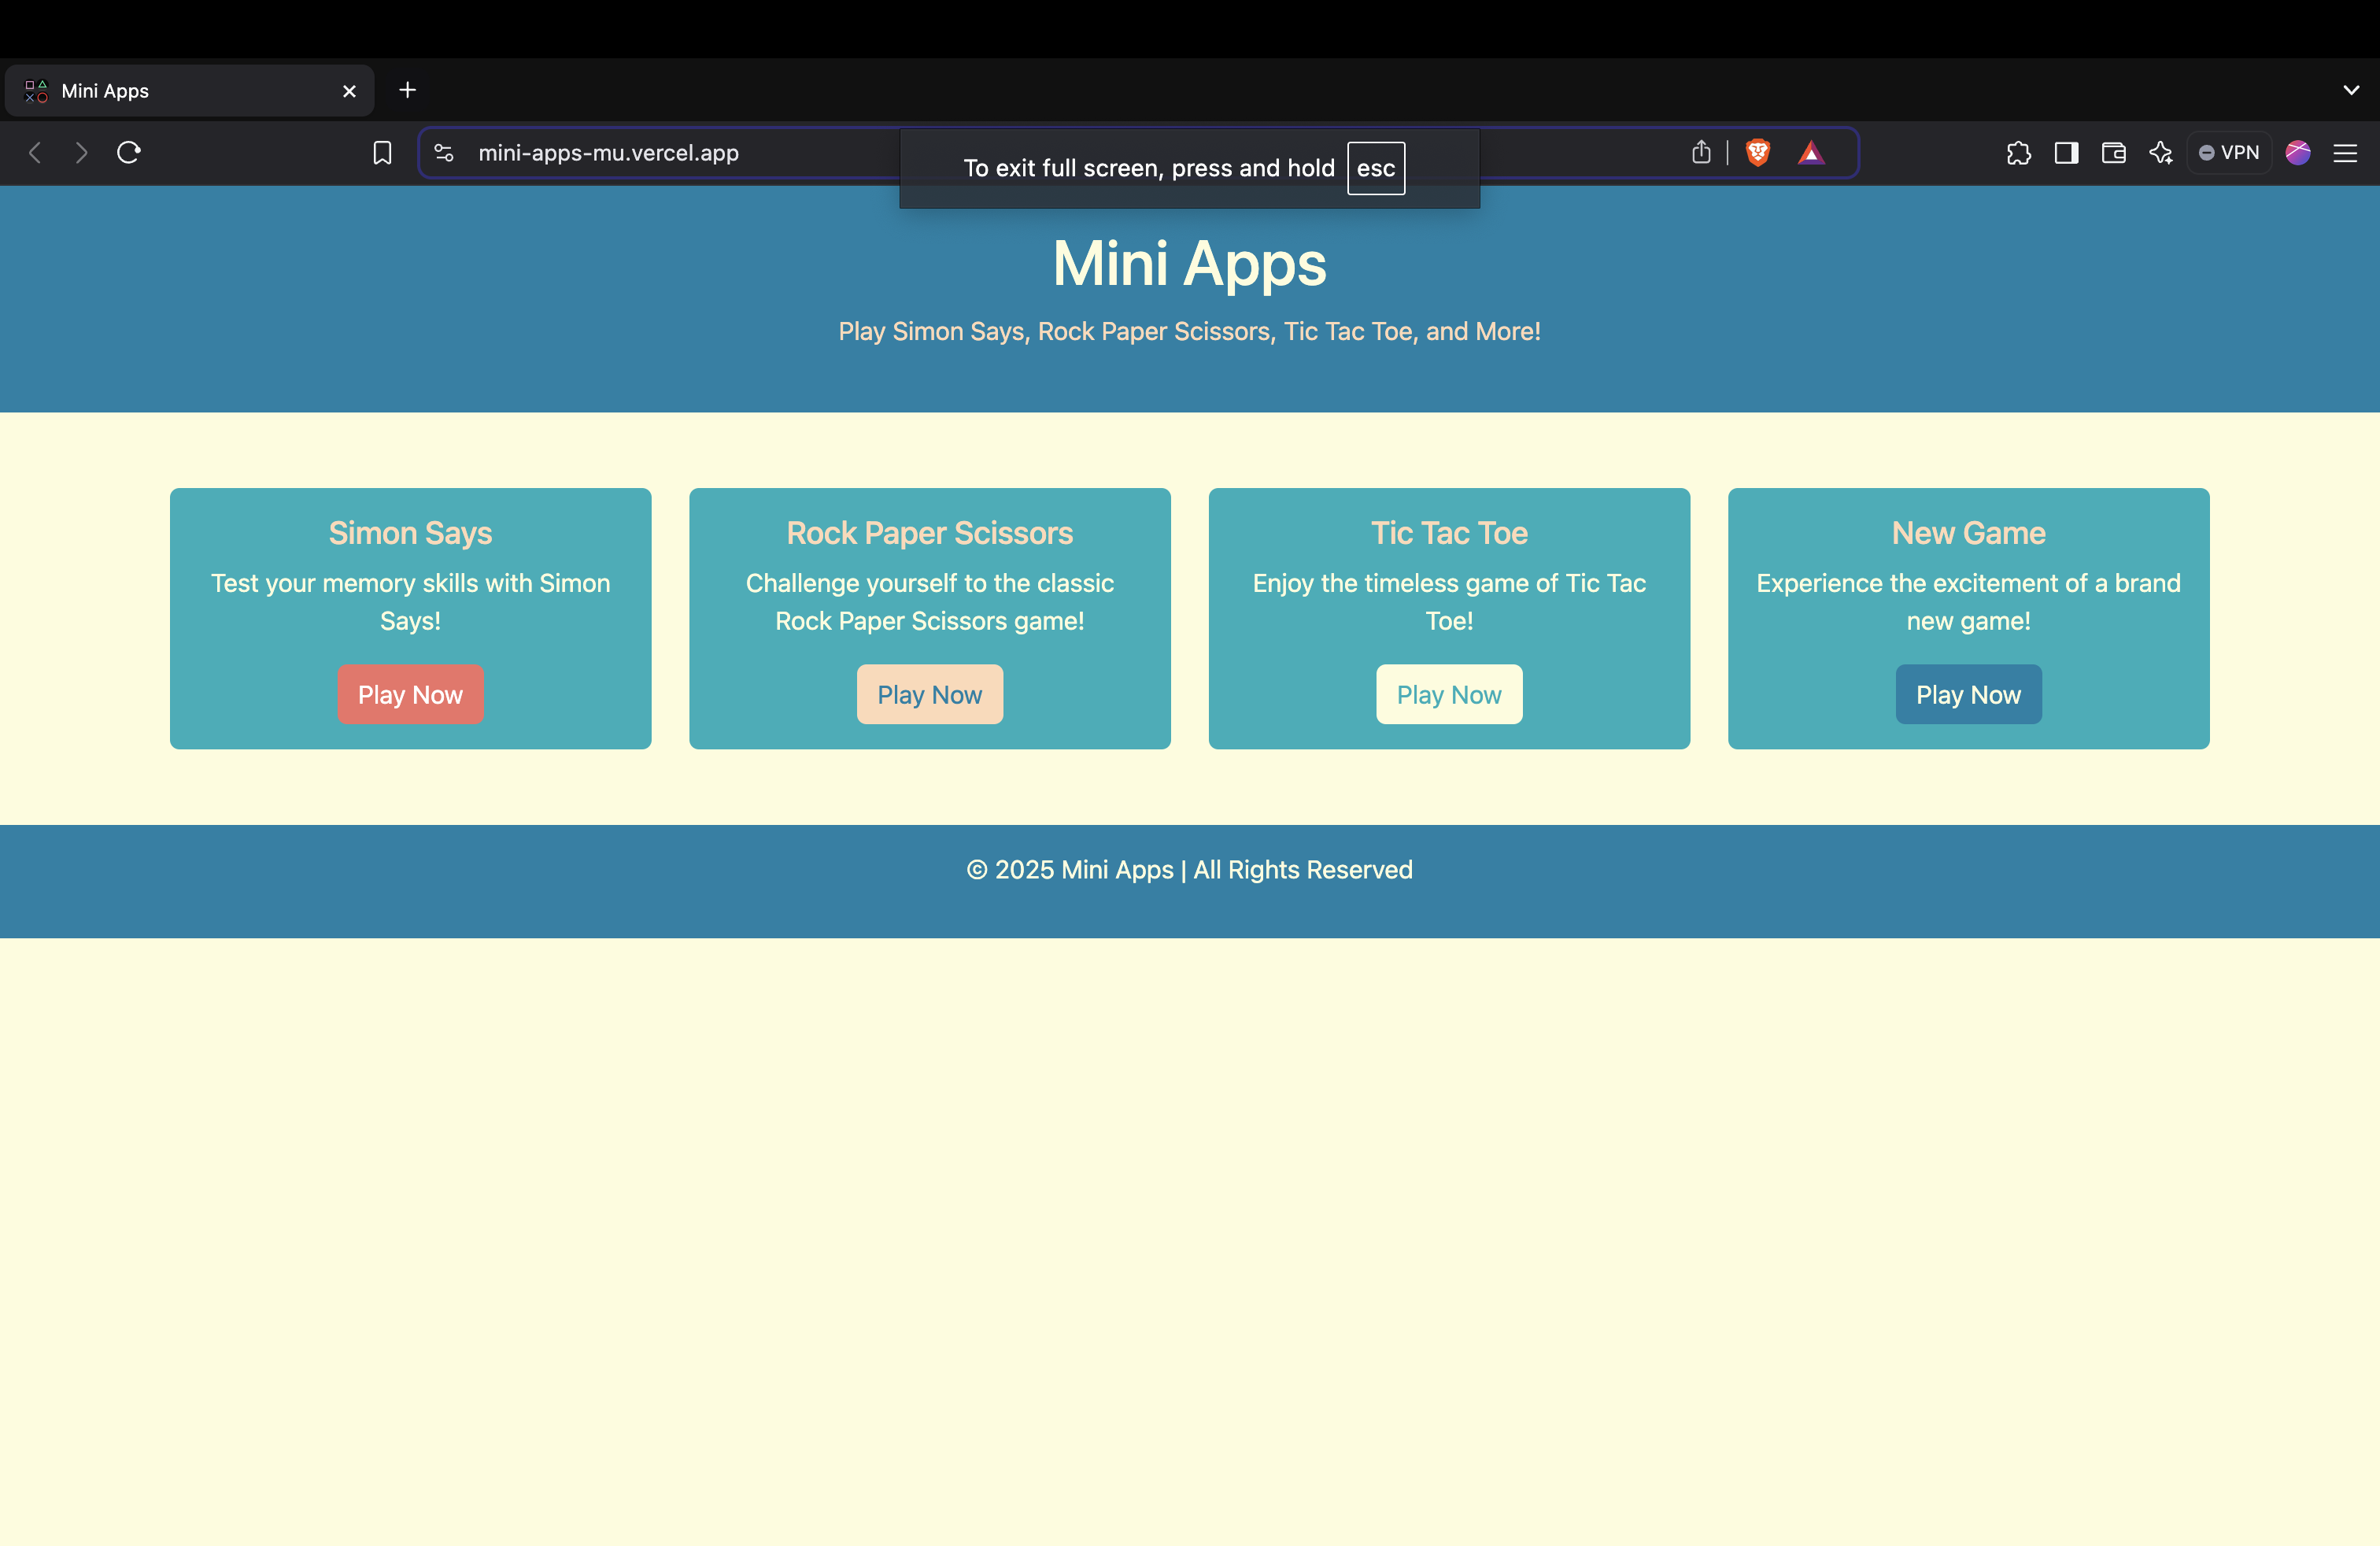 Mini Apps
mini-apps-mu.vercel.app
VPN
To exit full screen, press and hold esc
Mini Apps
Play Simon Says, Rock Paper Scissors, Tic Tac Toe, and More!
Simon Says
Test your memory skills with Simon
Says!
Play Now
Rock Paper Scissors
Challenge yourself to the classic
Rock Paper Scissors game!
Play Now
Tic Tac Toe
Enjoy the timeless game of Tic Tac
Toe!
Play Now
New Game
Experience the excitement of a brand
new game!
Play Now
© 2025 Mini Apps | All Rights Reserved